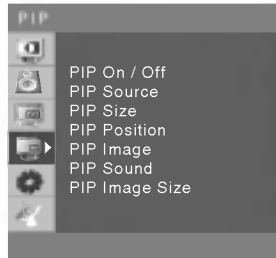 PIP
PIP On / Off
PIP Source
PIP Size
PIP Position
PIP Image
PIP Sound
PIP Image Size